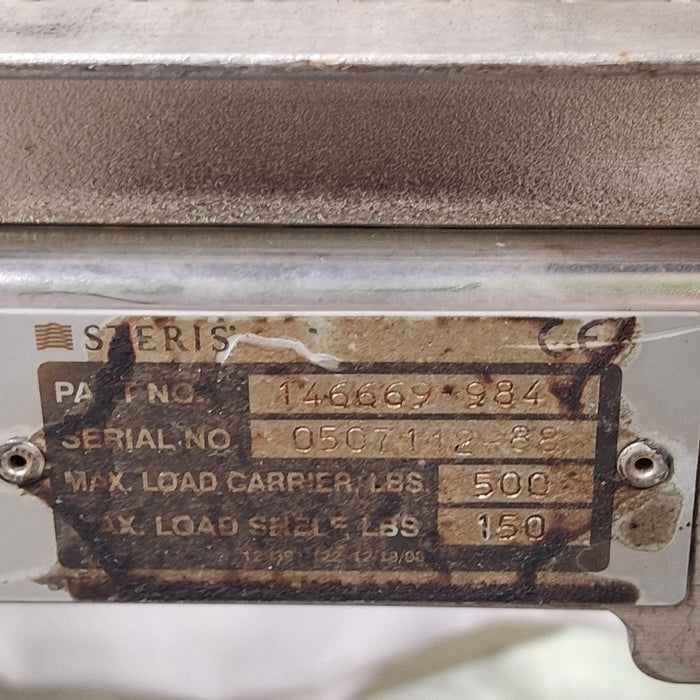 STERIS CE
PART NO. 146669-984
SERIAL NO. 0507112-88
MAX. LOAD CARRIER, LBS 500
MAX. LOAD SHELF, LBS 150